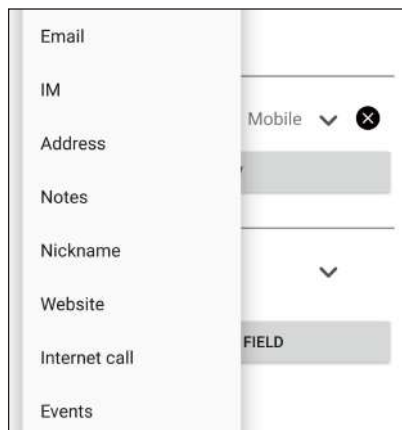 Email
IM
Address
Mobile
Notes
Nickname
Website
Internet call
FIELD
Events